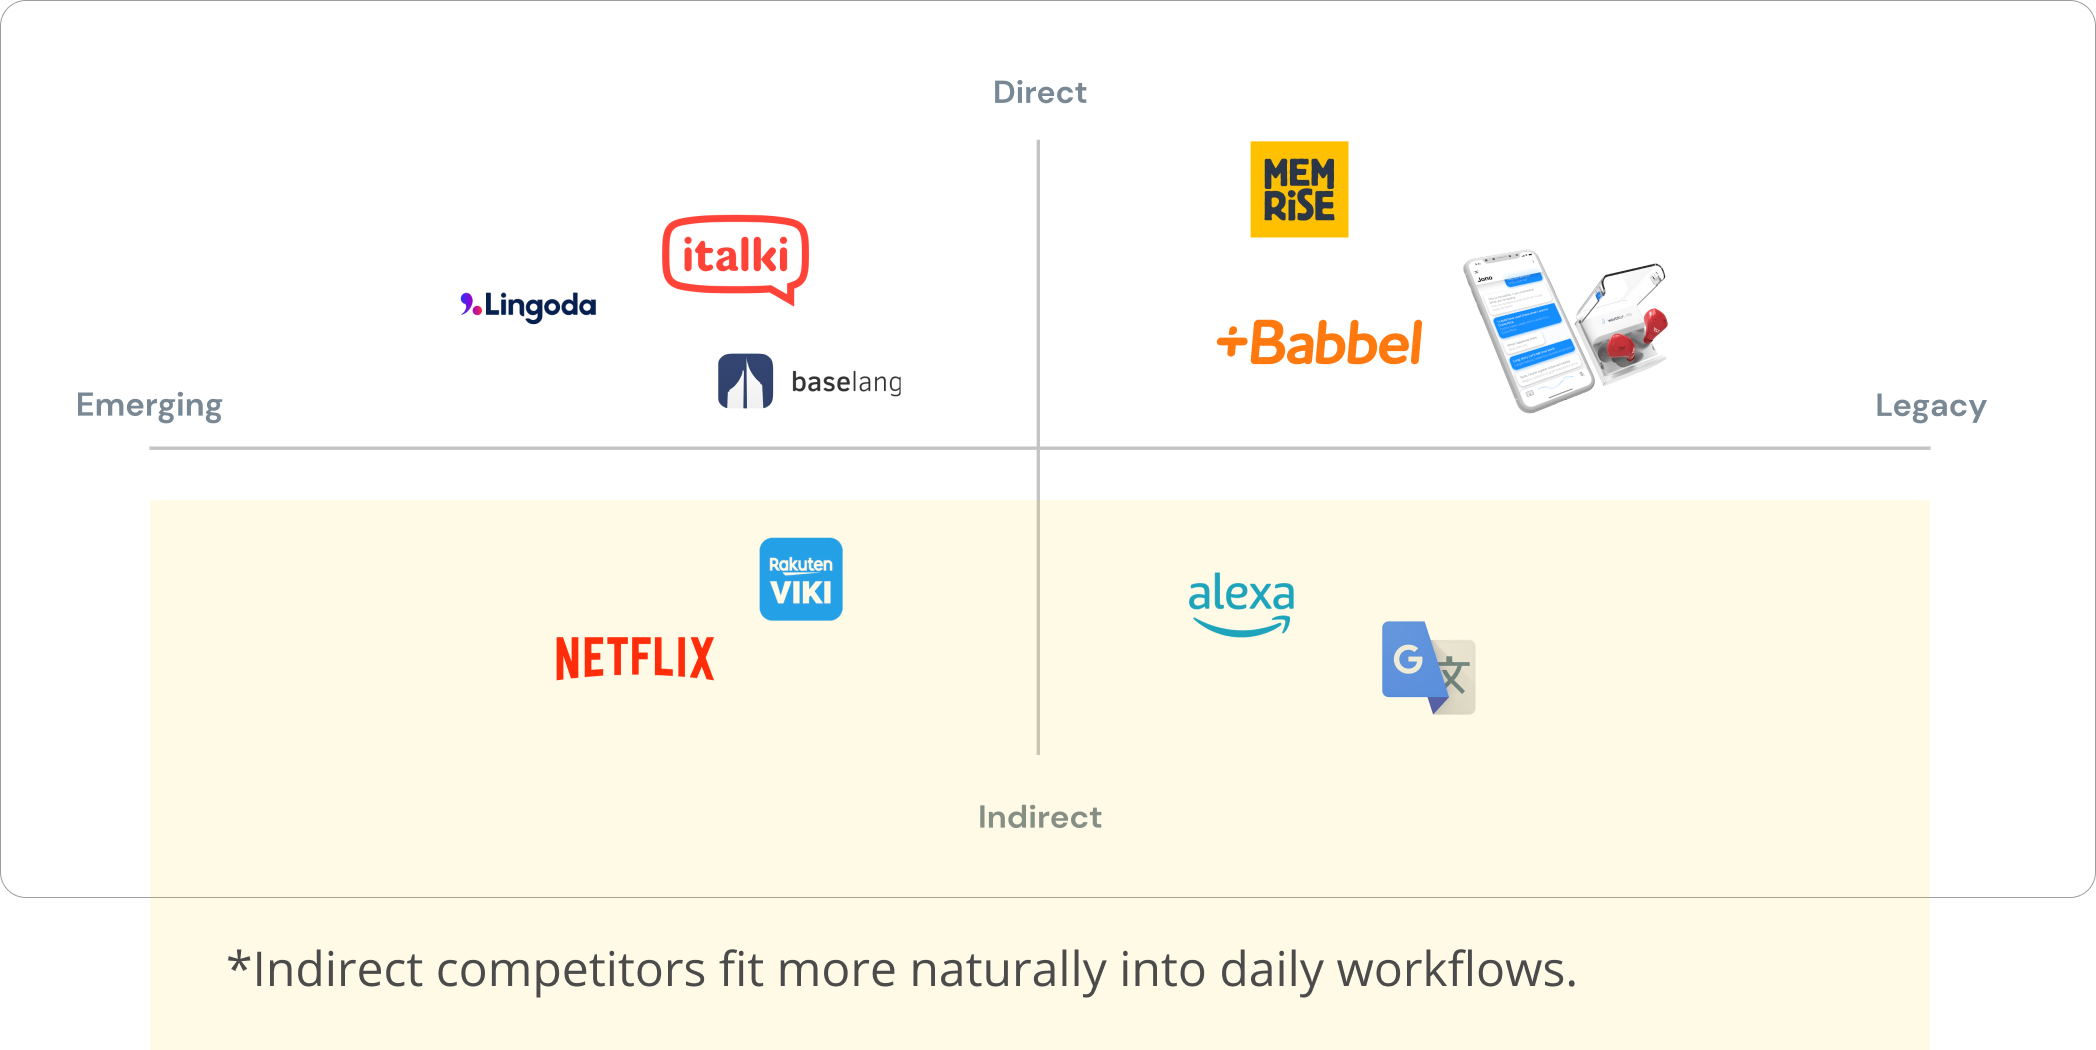 Direct
MEM
RiSE
italki
Jono
Lingoda
+Babbel
baselang
Emerging
Legacy
Rakuten
VIKI
alexa
NETFLIX
G 文
Indirect
*Indirect competitors fit more naturally into daily workflows.